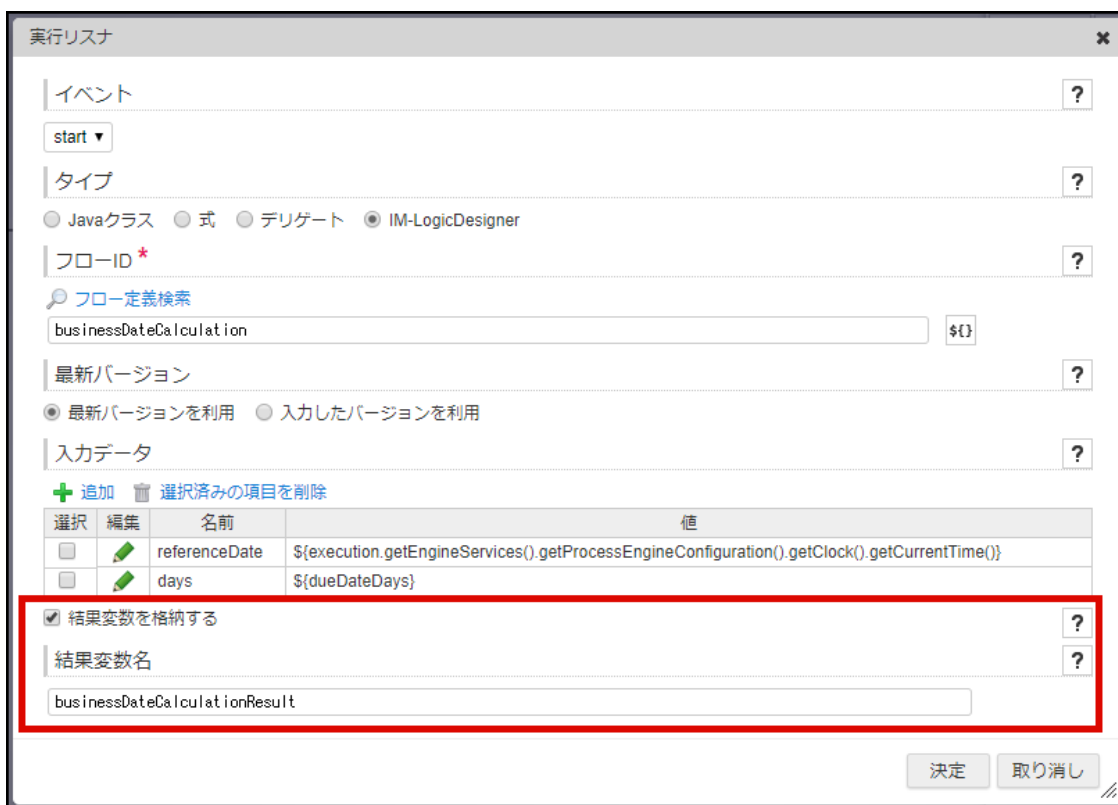 実行リスナ ✖
イベント ?
start ▼
タイプ ?
Javaクラス 式 デリゲート IM-LogicDesigner
フローID * ?
フロー定義検索
businessDateCalculation ${}
最新バージョン ?
最新バージョンを利用 入力したバージョンを利用
入力データ ?
追加 選択済みの項目を削除
選択 編集 名前 値
referenceDate ${execution.getEngineServices().getProcessEngineConfiguration().getClock().getCurrentTime()}
days ${dueDateDays}
結果変数を格納する ?
結果変数名 ?
businessDateCalculationResult
決定 取り消し